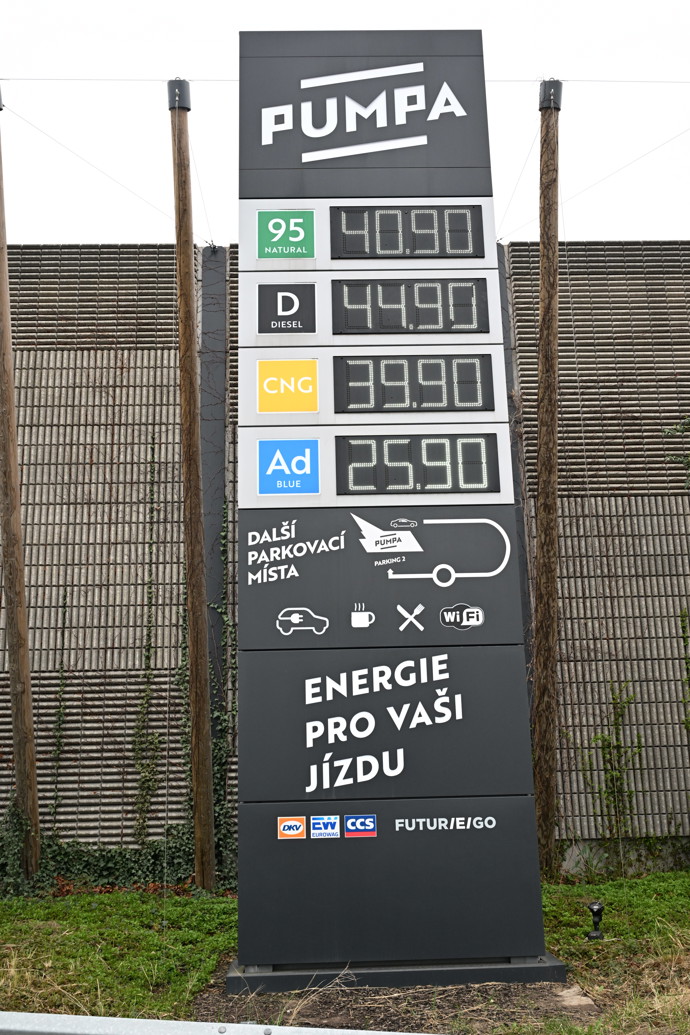 PUMPA
95 NATURAL 40.90
D DIESEL 44.90
CNG 39.90
Ad BLUE 25.90
DALŠÍ
PARKOVACÍ
MÍSTA
PUMPA
PARKING 2
WiFi
ENERGIE
PRO VAŠI
JÍZDU
DKV EW EUROWAG CCS FUTUR/E/GO